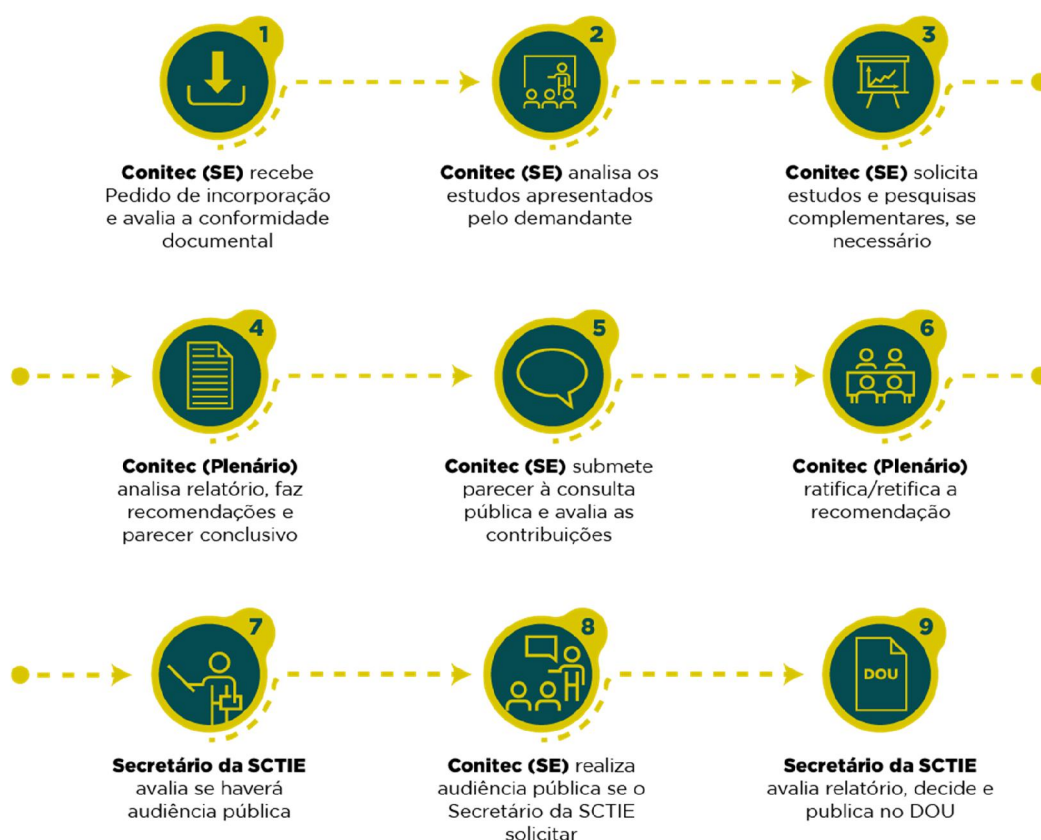 1
Conitec (SE) recebe
Pedido de incorporação
e avalia a conformidade
documental
2
Conitec (SE) analisa os
estudos apresentados
pelo demandante
3
Conitec (SE) solicita
estudos e pesquisas
complementares, se
necessário
4
Conitec (Plenário)
analisa relatório, faz
recomendações e
parecer conclusivo
5
Conitec (SE) submete
parecer à consulta
pública e avalia as
contribuições
6
Conitec (Plenário)
ratifica/retifica a
recomendação
7
Secretário da SCTIE
avalia se haverá
audiência pública
8
Conitec (SE) realiza
audiência pública se o
Secretário da SCTIE
solicitar
9
DOU
Secretário da SCTIE
avalia relatório, decide e
publica no DOU